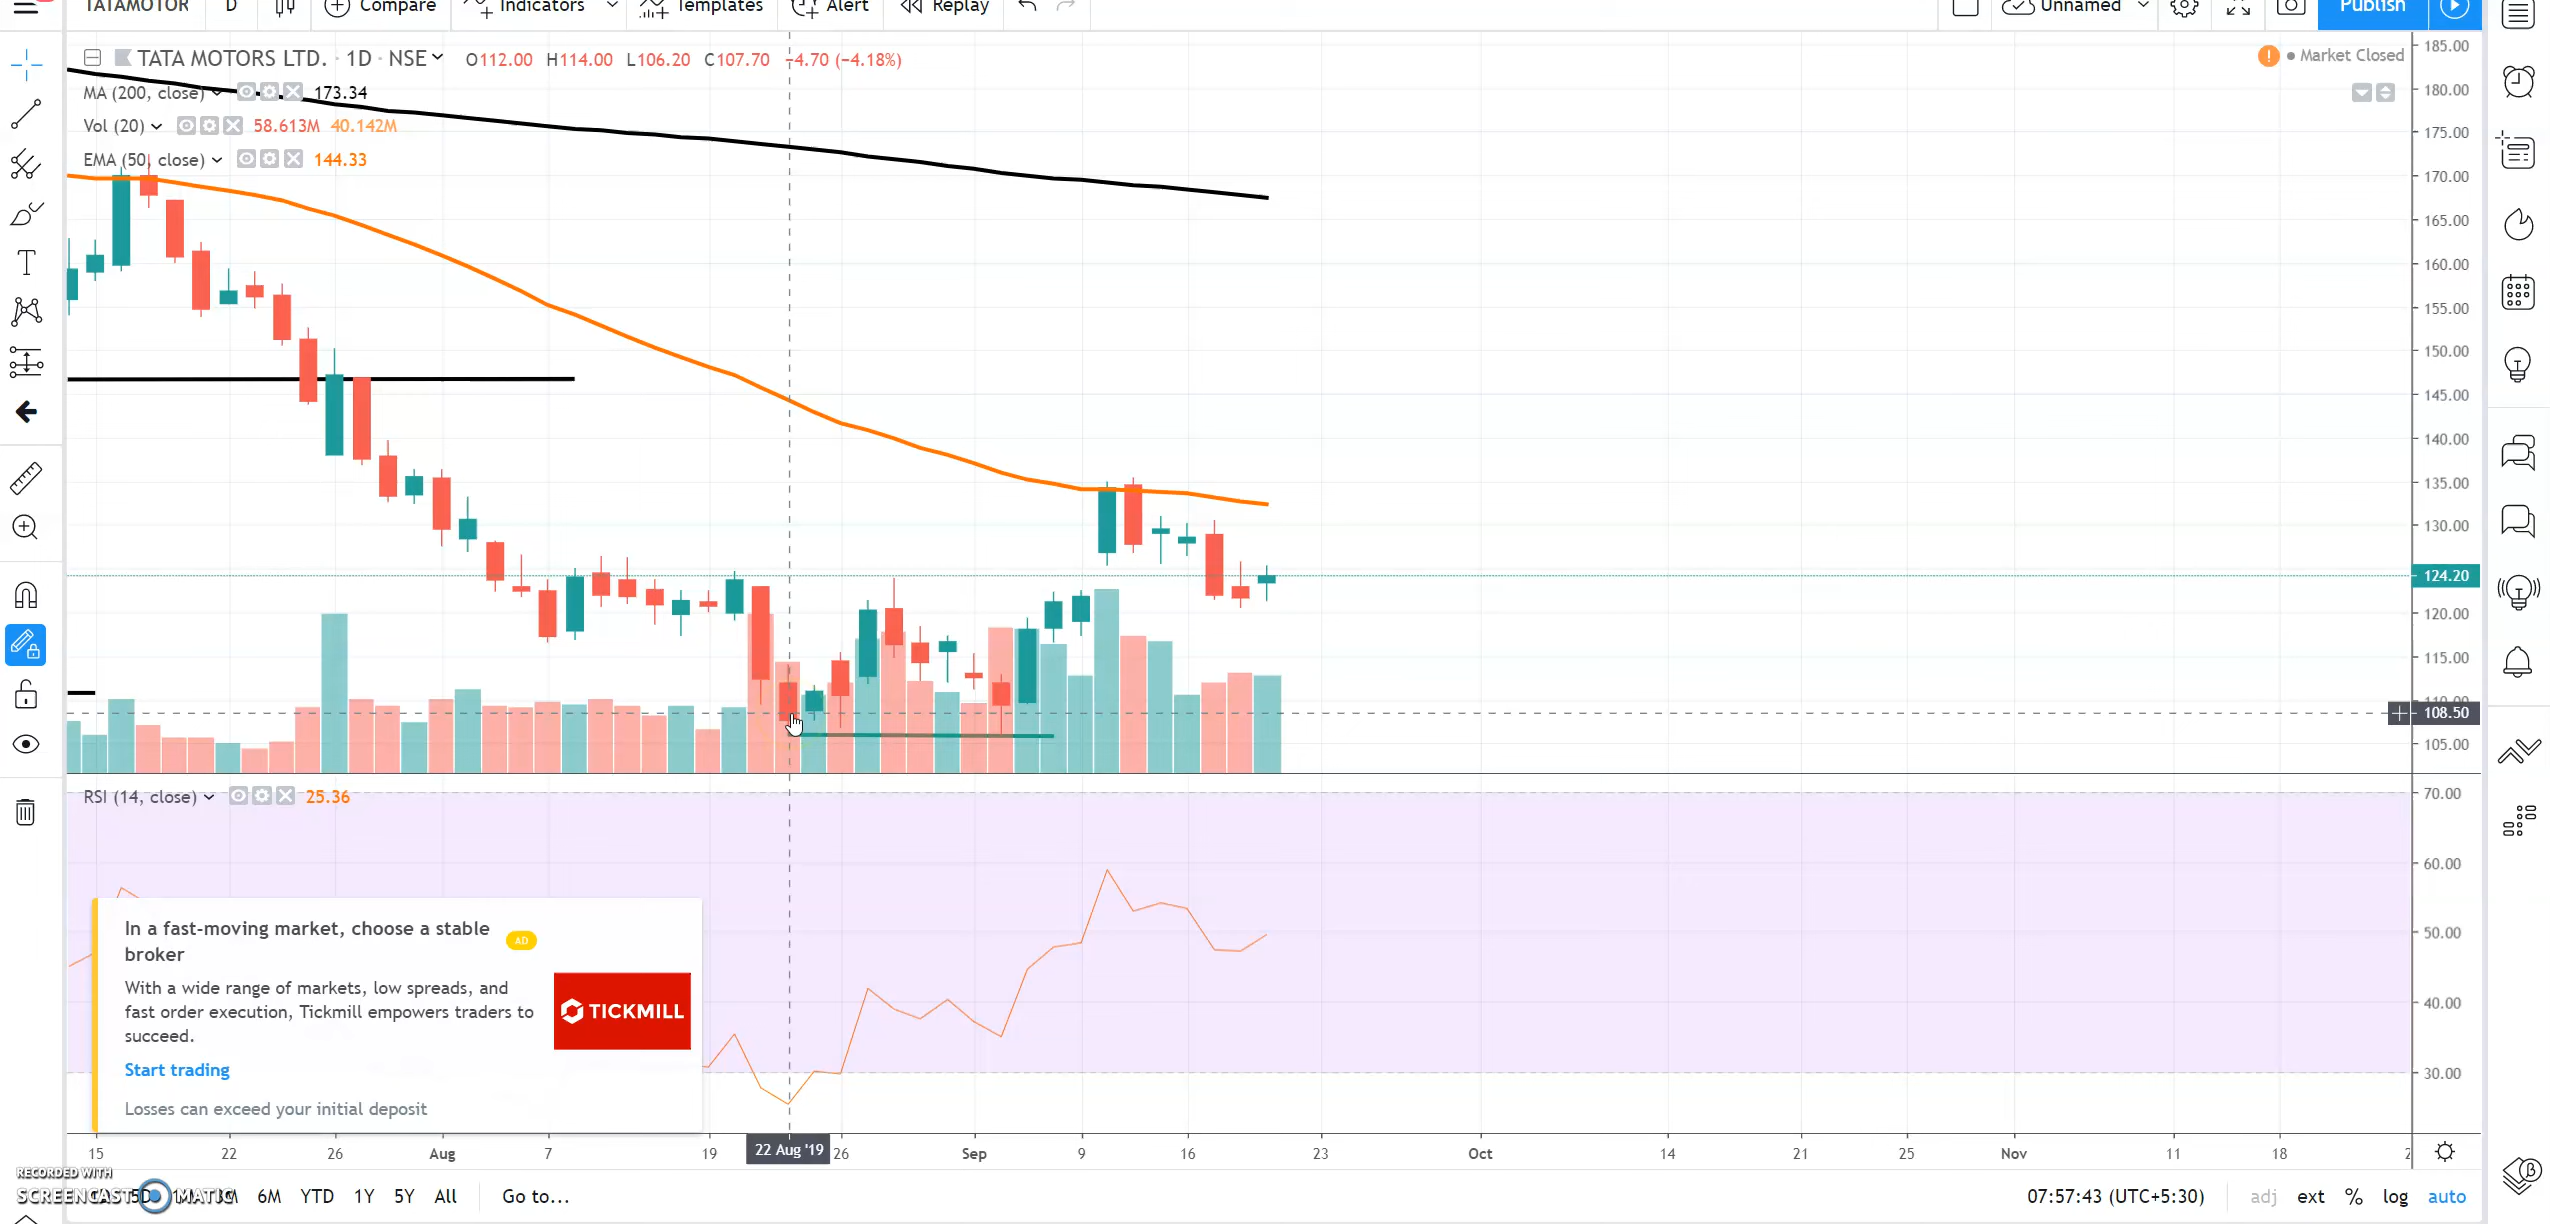 TATAMOTOR D Compare Indicators Templates Alert Replay Unnamed Publish
TATA MOTORS LTD. · 1D · NSE O112.00 H114.00 L106.20 C107.70 −4.70 (−4.18%)
Market Closed
MA (200, close) 173.34
Vol (20) 58.613M 40.142M
EMA (50, close) 144.33
185.00
180.00
175.00
170.00
165.00
160.00
155.00
150.00
145.00
140.00
135.00
130.00
124.20
120.00
115.00
110.00
108.50
105.00
RSI (14, close) 25.36
70.00
60.00
50.00
40.00
30.00
In a fast-moving market, choose a stable
broker
AD
With a wide range of markets, low spreads, and
fast order execution, Tickmill empowers traders to
succeed.
TICKMILL
Start trading
Losses can exceed your initial deposit
15 22 26 Aug 7 19 22 Aug '19 26 Sep 9 16 23 Oct 14 21 25 Nov 11 18
RECORDED WITH
SCREENCAST MATIC
5D 6M YTD 1Y 5Y All Go to...
07:57:43 (UTC+5:30) adj ext % log auto